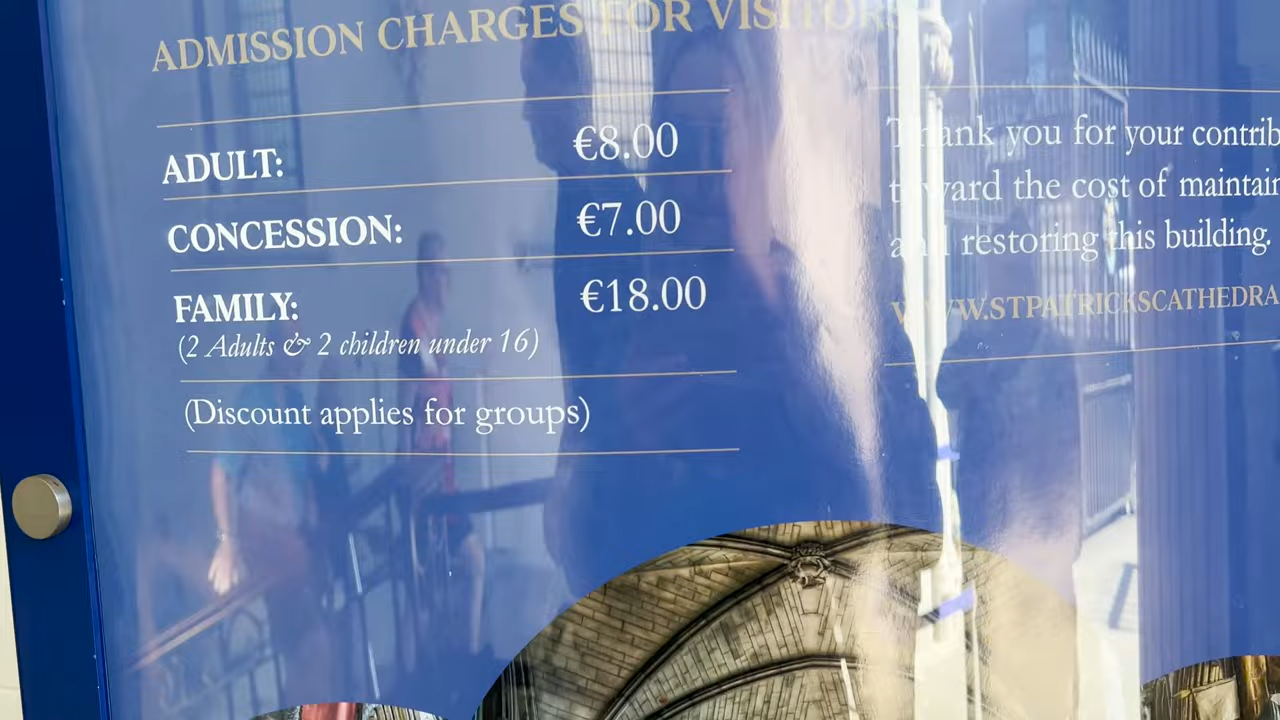 ADMISSION CHARGES FOR VISITORS
ADULT: €8.00
CONCESSION: €7.00
FAMILY: €18.00
(2 Adults & 2 children under 16)
(Discount applies for groups)
Thank you for your contrib
toward the cost of maintain
and restoring this building.
WWW.STPATRICKSCATHEDRA